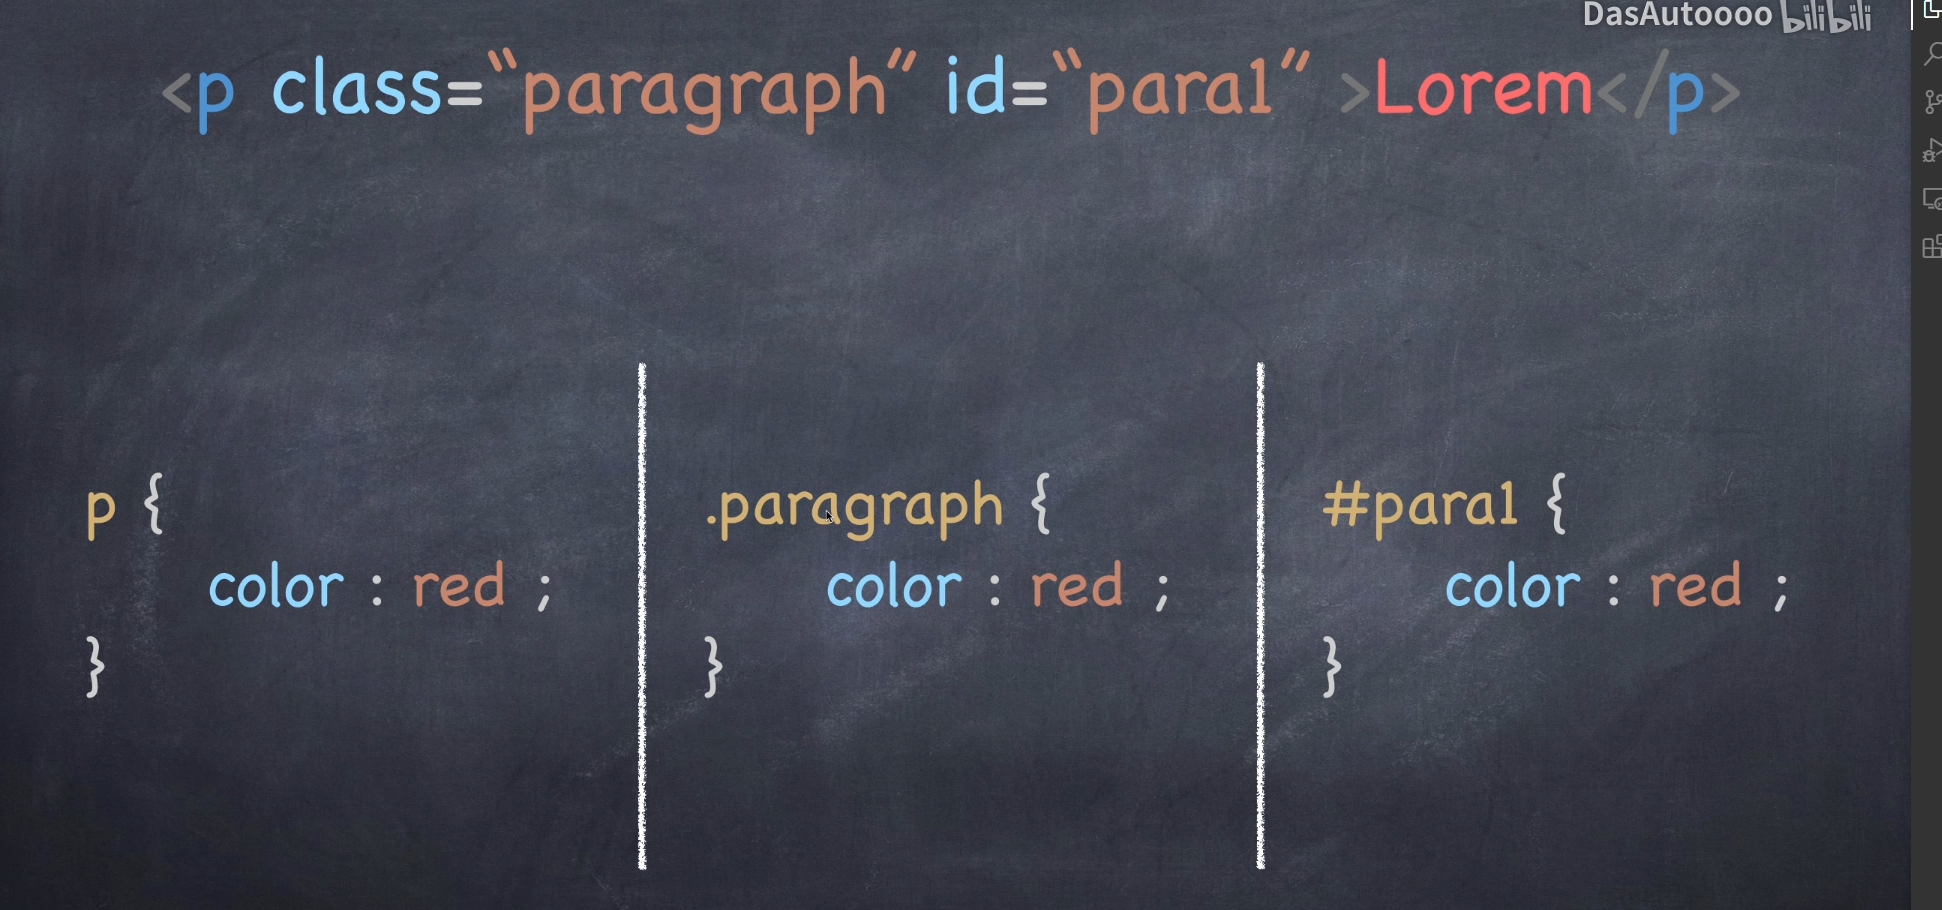 DasAutoooo bilibili
<p class=“paragraph” id=“para1” >Lorem</p>
p {
color : red ;
}
.paragraph {
color : red ;
}
#para1 {
color : red ;
}